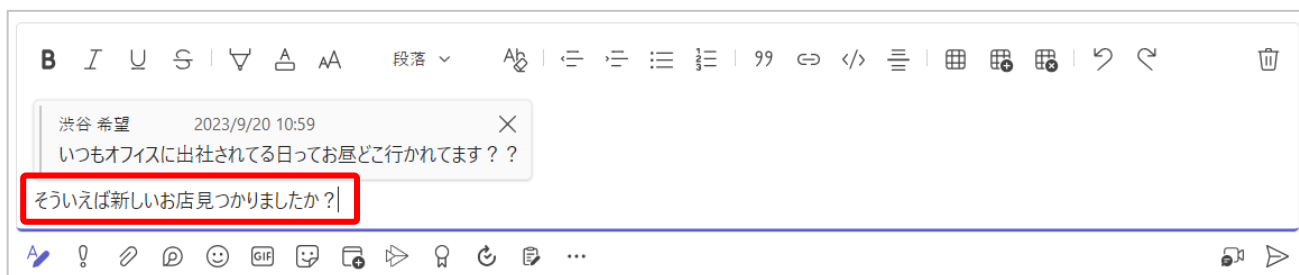 B I U S A AA 段落 Ab 99 </>
渋谷 希望 2023/9/20 10:59
いつもオフィスに出社されてる日ってお昼どこ行かれてます？？
そういえば新しいお店見つかりましたか？
GIF